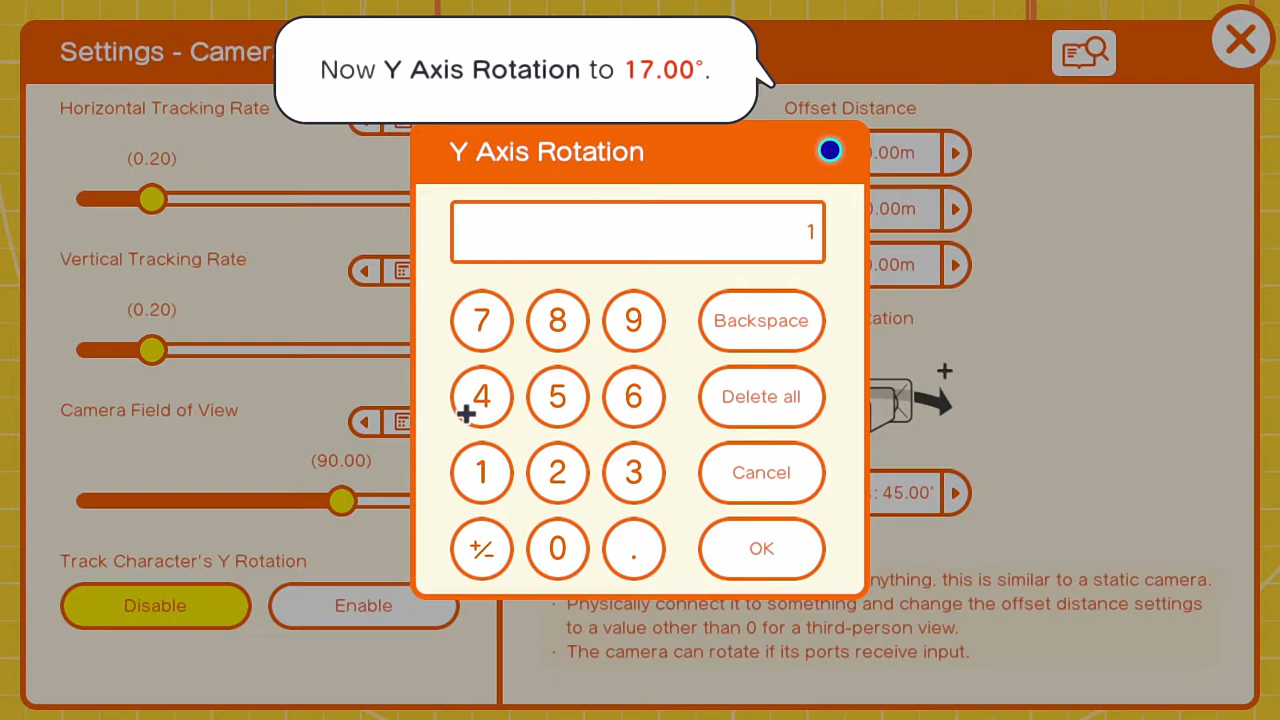 Settings - Camer
Now Y Axis Rotation to 17.00°.
Horizontal Tracking Rate
(0.20)
Vertical Tracking Rate
(0.20)
Camera Field of View
(90.00)
Track Character's Y Rotation
Disable
Enable
Y Axis Rotation
1
7
8
9
Backspace
4
5
6
Delete all
1
2
3
Cancel
+/-
0
.
OK
Offset Distance
.00m
.00m
.00m
tation
+
: 45.00°
nything, this is similar to a static camera.
· Physically connect it to something and change the offset distance settings
to a value other than 0 for a third-person view.
· The camera can rotate if its ports receive input.